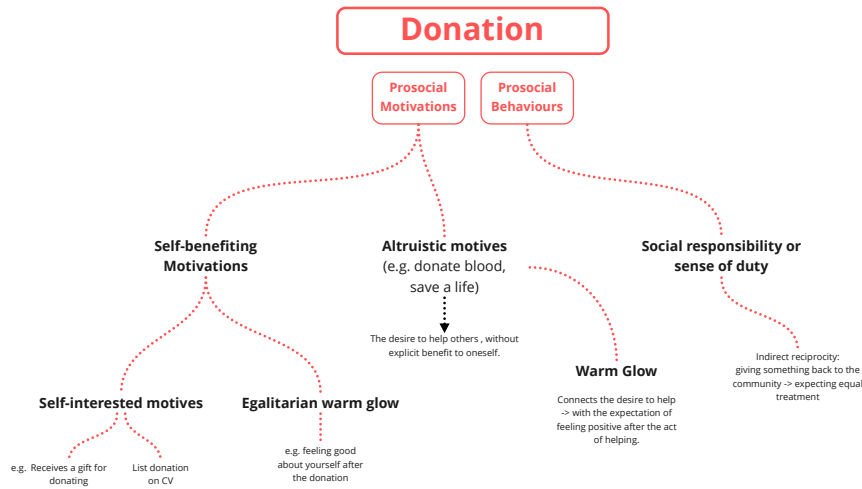 Donation
Prosocial
Motivations
Prosocial
Behaviours
Self-benefiting
Motivations
Altruistic motives
(e.g. donate blood,
save a life)
Social responsibility or
sense of duty
The desire to help others , without
explicit benefit to oneself.
Indirect reciprocity:
giving something back to the
community -> expecting equal
treatment
Warm Glow
Connects the desire to help
-> with the expectation of
feeling positive after the act
of helping.
Self-interested motives
Egalitarian warm glow
e.g. Receives a gift for
donating
List donation
on CV
e.g. feeling good
about yourself after
the donation